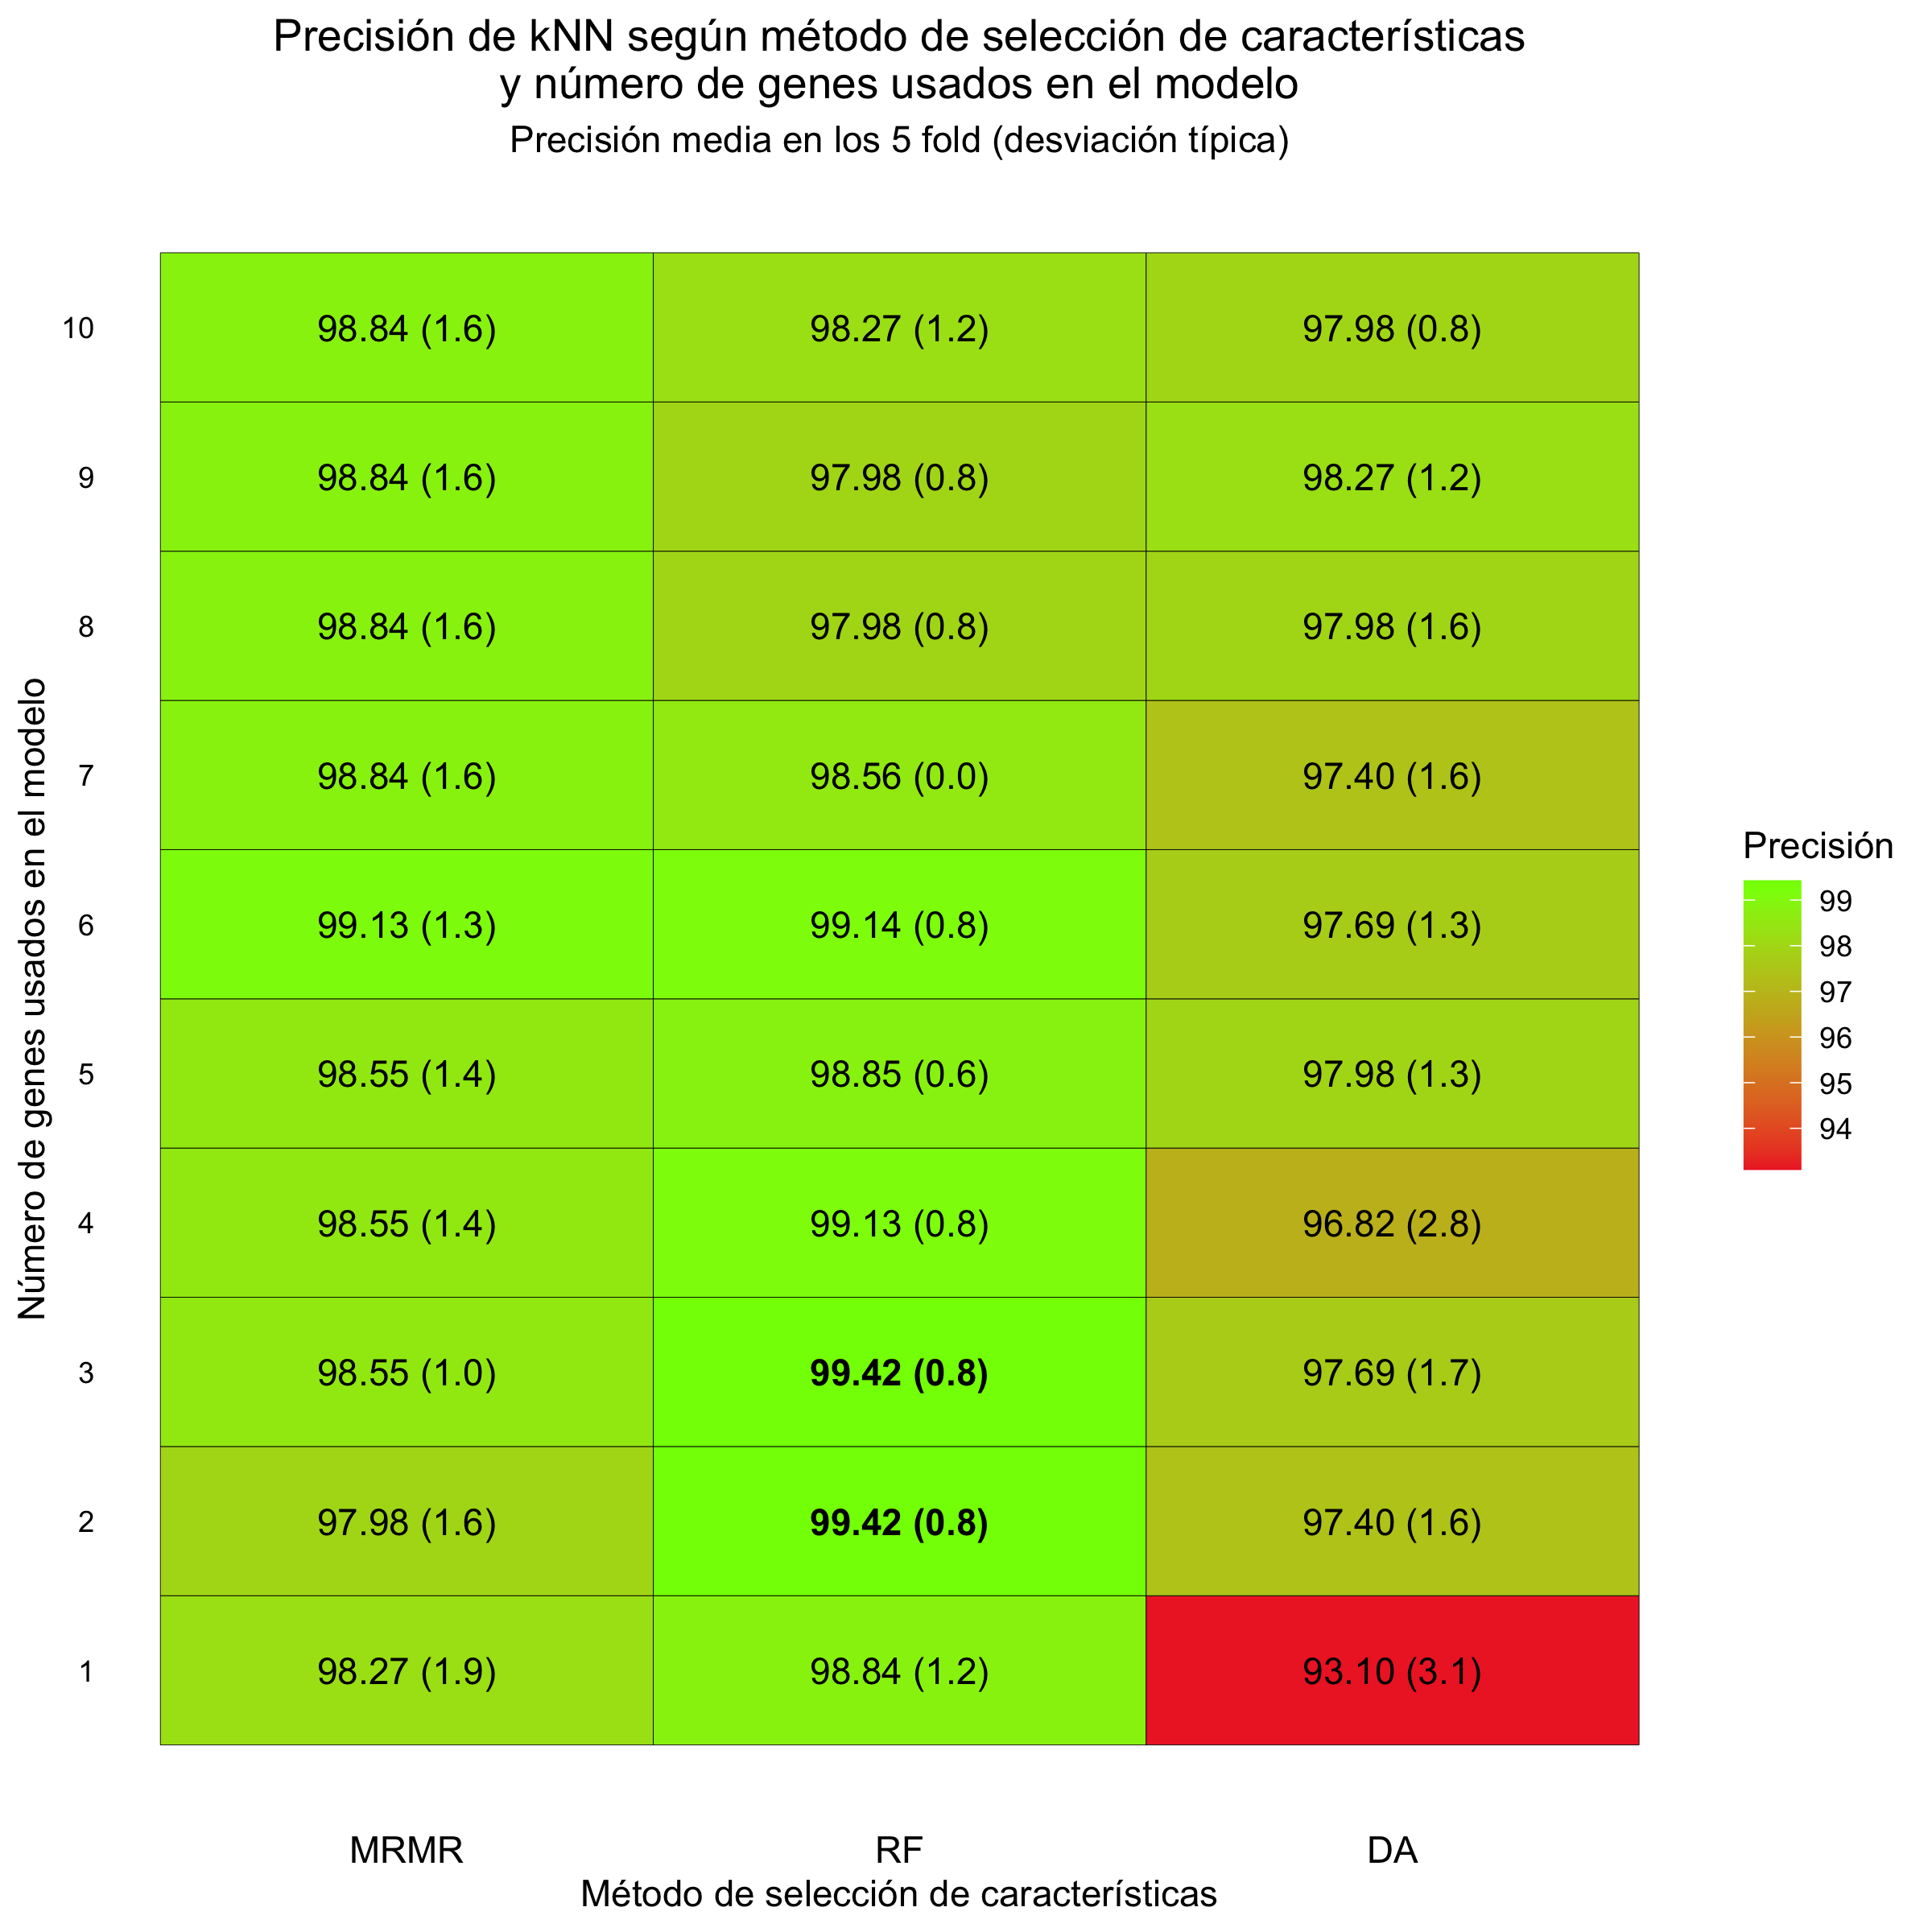 Precisión de kNN según método de selección de características
y número de genes usados en el modelo
Precisión media en los 5 fold (desviación típica)
Número de genes usados en el modelo
10 98.84 (1.6) 98.27 (1.2) 97.98 (0.8)
9 98.84 (1.6) 97.98 (0.8) 98.27 (1.2)
8 98.84 (1.6) 97.98 (0.8) 97.98 (1.6)
7 98.84 (1.6) 98.56 (0.0) 97.40 (1.6)
6 99.13 (1.3) 99.14 (0.8) 97.69 (1.3)
5 98.55 (1.4) 98.85 (0.6) 97.98 (1.3)
4 98.55 (1.4) 99.13 (0.8) 96.82 (2.8)
3 98.55 (1.0) 99.42 (0.8) 97.69 (1.7)
2 97.98 (1.6) 99.42 (0.8) 97.40 (1.6)
1 98.27 (1.9) 98.84 (1.2) 93.10 (3.1)
MRMR RF DA
Método de selección de características
Precisión
99
98
97
96
95
94